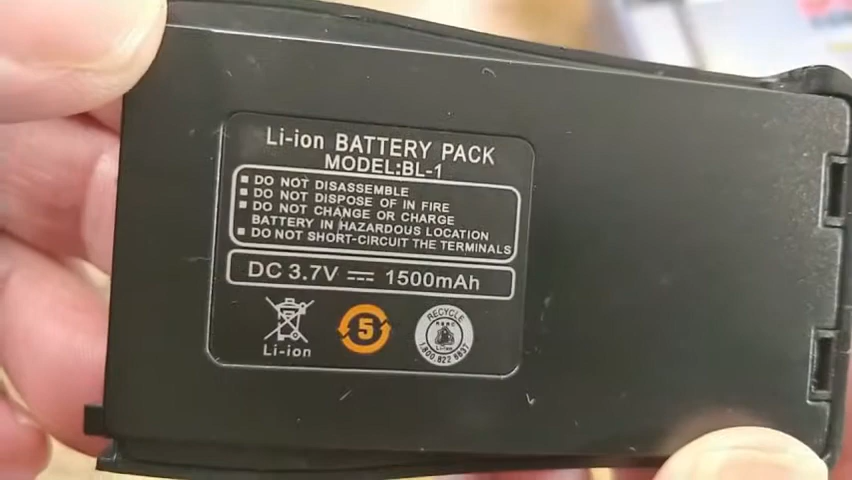 Li-ion BATTERY PACK
MODEL:BL-1
DO NOT DISASSEMBLE
DO NOT DISPOSE OF IN FIRE
DO NOT CHANGE OR CHARGE
BATTERY IN HAZARDOUS LOCATION
DO NOT SHORT-CIRCUIT THE TERMINALS
DC 3.7V 1500mAh
Li-ion
5
RECYCLE
Li-ion
1.800.822.8837